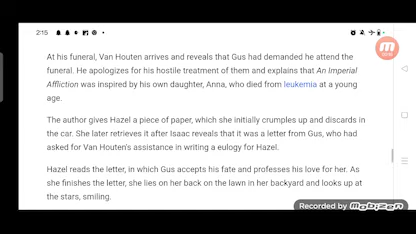 2:15
At his funeral, Van Houten arrives and reveals that Gus had demanded he attend the
funeral. He apologizes for his hostile treatment of them and explains that An Imperial
Affliction was inspired by his own daughter, Anna, who died from leukemia at a young
age.
The author gives Hazel a piece of paper, which she initially crumples up and discards in
the car. She later retrieves it after Isaac reveals that it was a letter from Gus, who had
asked for Van Houten's assistance in writing a eulogy for Hazel.
Hazel reads the letter, in which Gus accepts his fate and professes his love for her. As
she finishes the letter, she lies on her back on the lawn in her backyard and looks up at
the stars, smiling.
Recorded by Mobizen